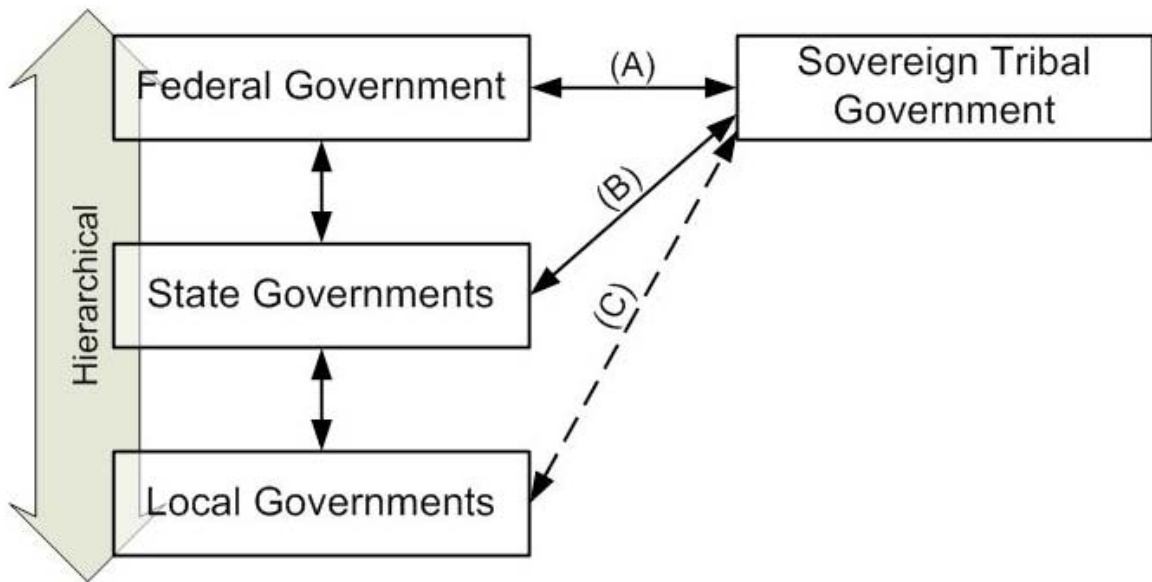 Federal Government
(A)
Sovereign Tribal
Government
(B)
State Governments
(C)
Hierarchical
Local Governments